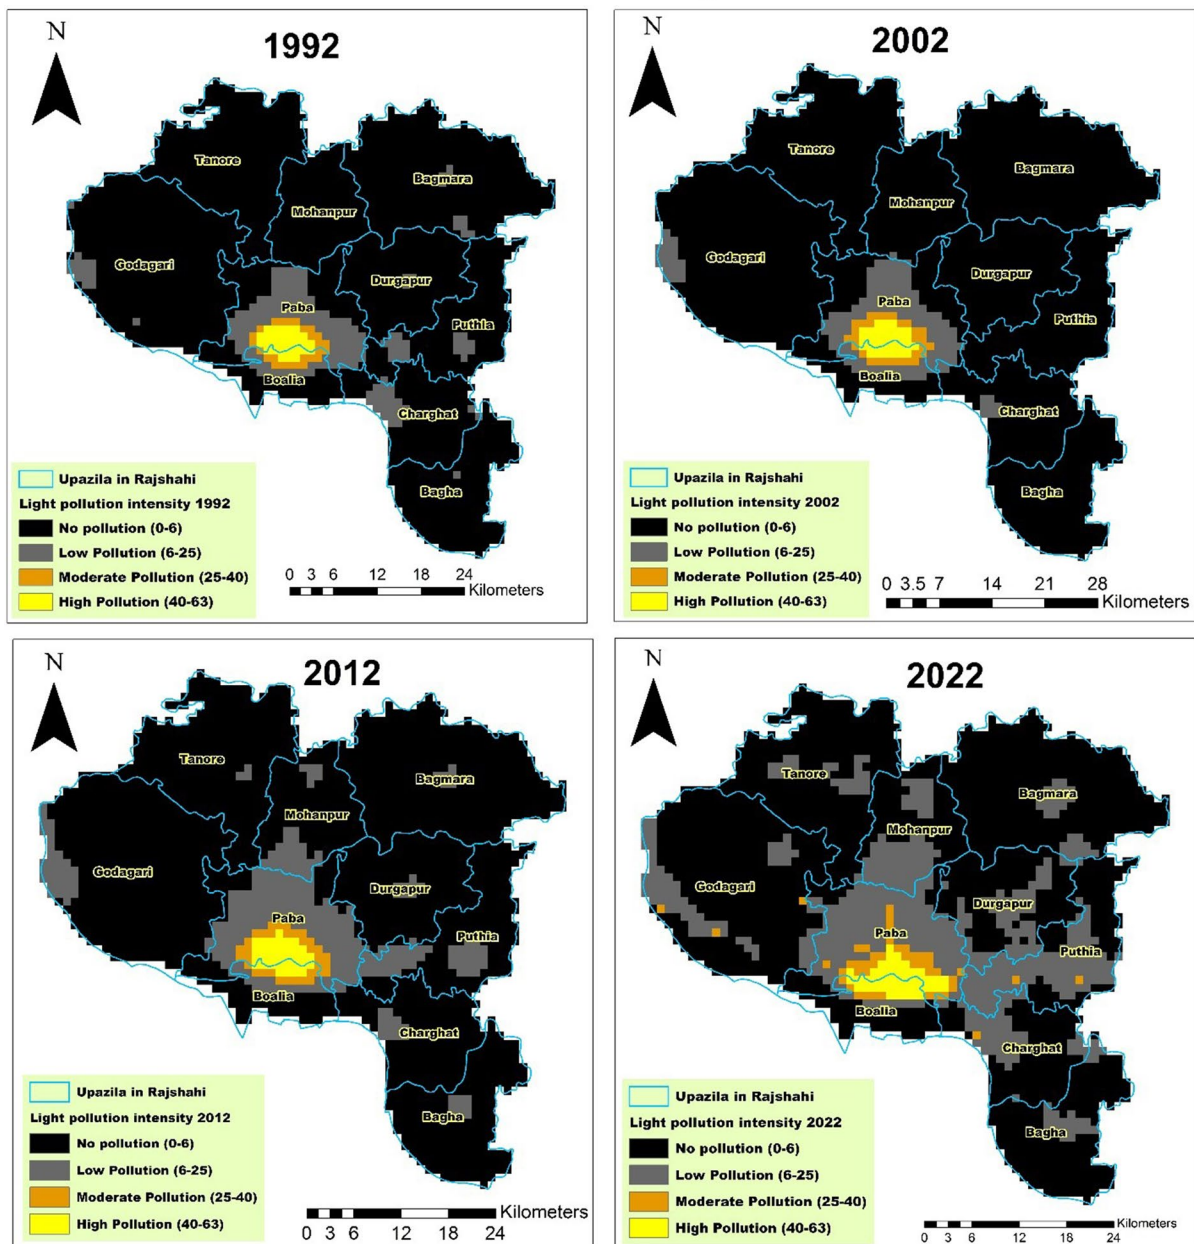 N
1992
Tanore
Bagmara
Mohanpur
Godagari
Durgapur
Paba
Puthia
Boalia
Charghat
Bagha
Upazila in Rajshahi
Light pollution intensity 1992
No pollution (0-6)
Low Pollution (6-25)
Moderate Pollution (25-40)
High Pollution (40-63)
0 3 6 12 18 24
Kilometers
N
2002
Tanore
Bagmara
Mohanpur
Godagari
Durgapur
Paba
Puthia
Boalia
Charghat
Bagha
Upazila in Rajshahi
Light pollution intensity 2002
No pollution (0-6)
Low Pollution (6-25)
Moderate Pollution (25-40)
High Pollution (40-63)
0 3.5 7 14 21 28
Kilometers
N
2012
Tanore
Bagmara
Mohanpur
Godagari
Durgapur
Paba
Puthia
Boalia
Charghat
Bagha
Upazila in Rajshahi
Light pollution intensity 2012
No pollution (0-6)
Low Pollution (6-25)
Moderate Pollution (25-40)
High Pollution (40-63)
Kilometers
0 3 6 12 18 24
N
2022
Tanore
Bagmara
Mohanpur
Godagari
Durgapur
Paba
Puthia
Boalia
Charghat
Bagha
Upazila in Rajshahi
Light pollution intensity 2022
No pollution (0-6)
Low Pollution (6-25)
Moderate Pollution (25-40)
High Pollution (40-63)
Kilometers
0 3 6 12 18 24